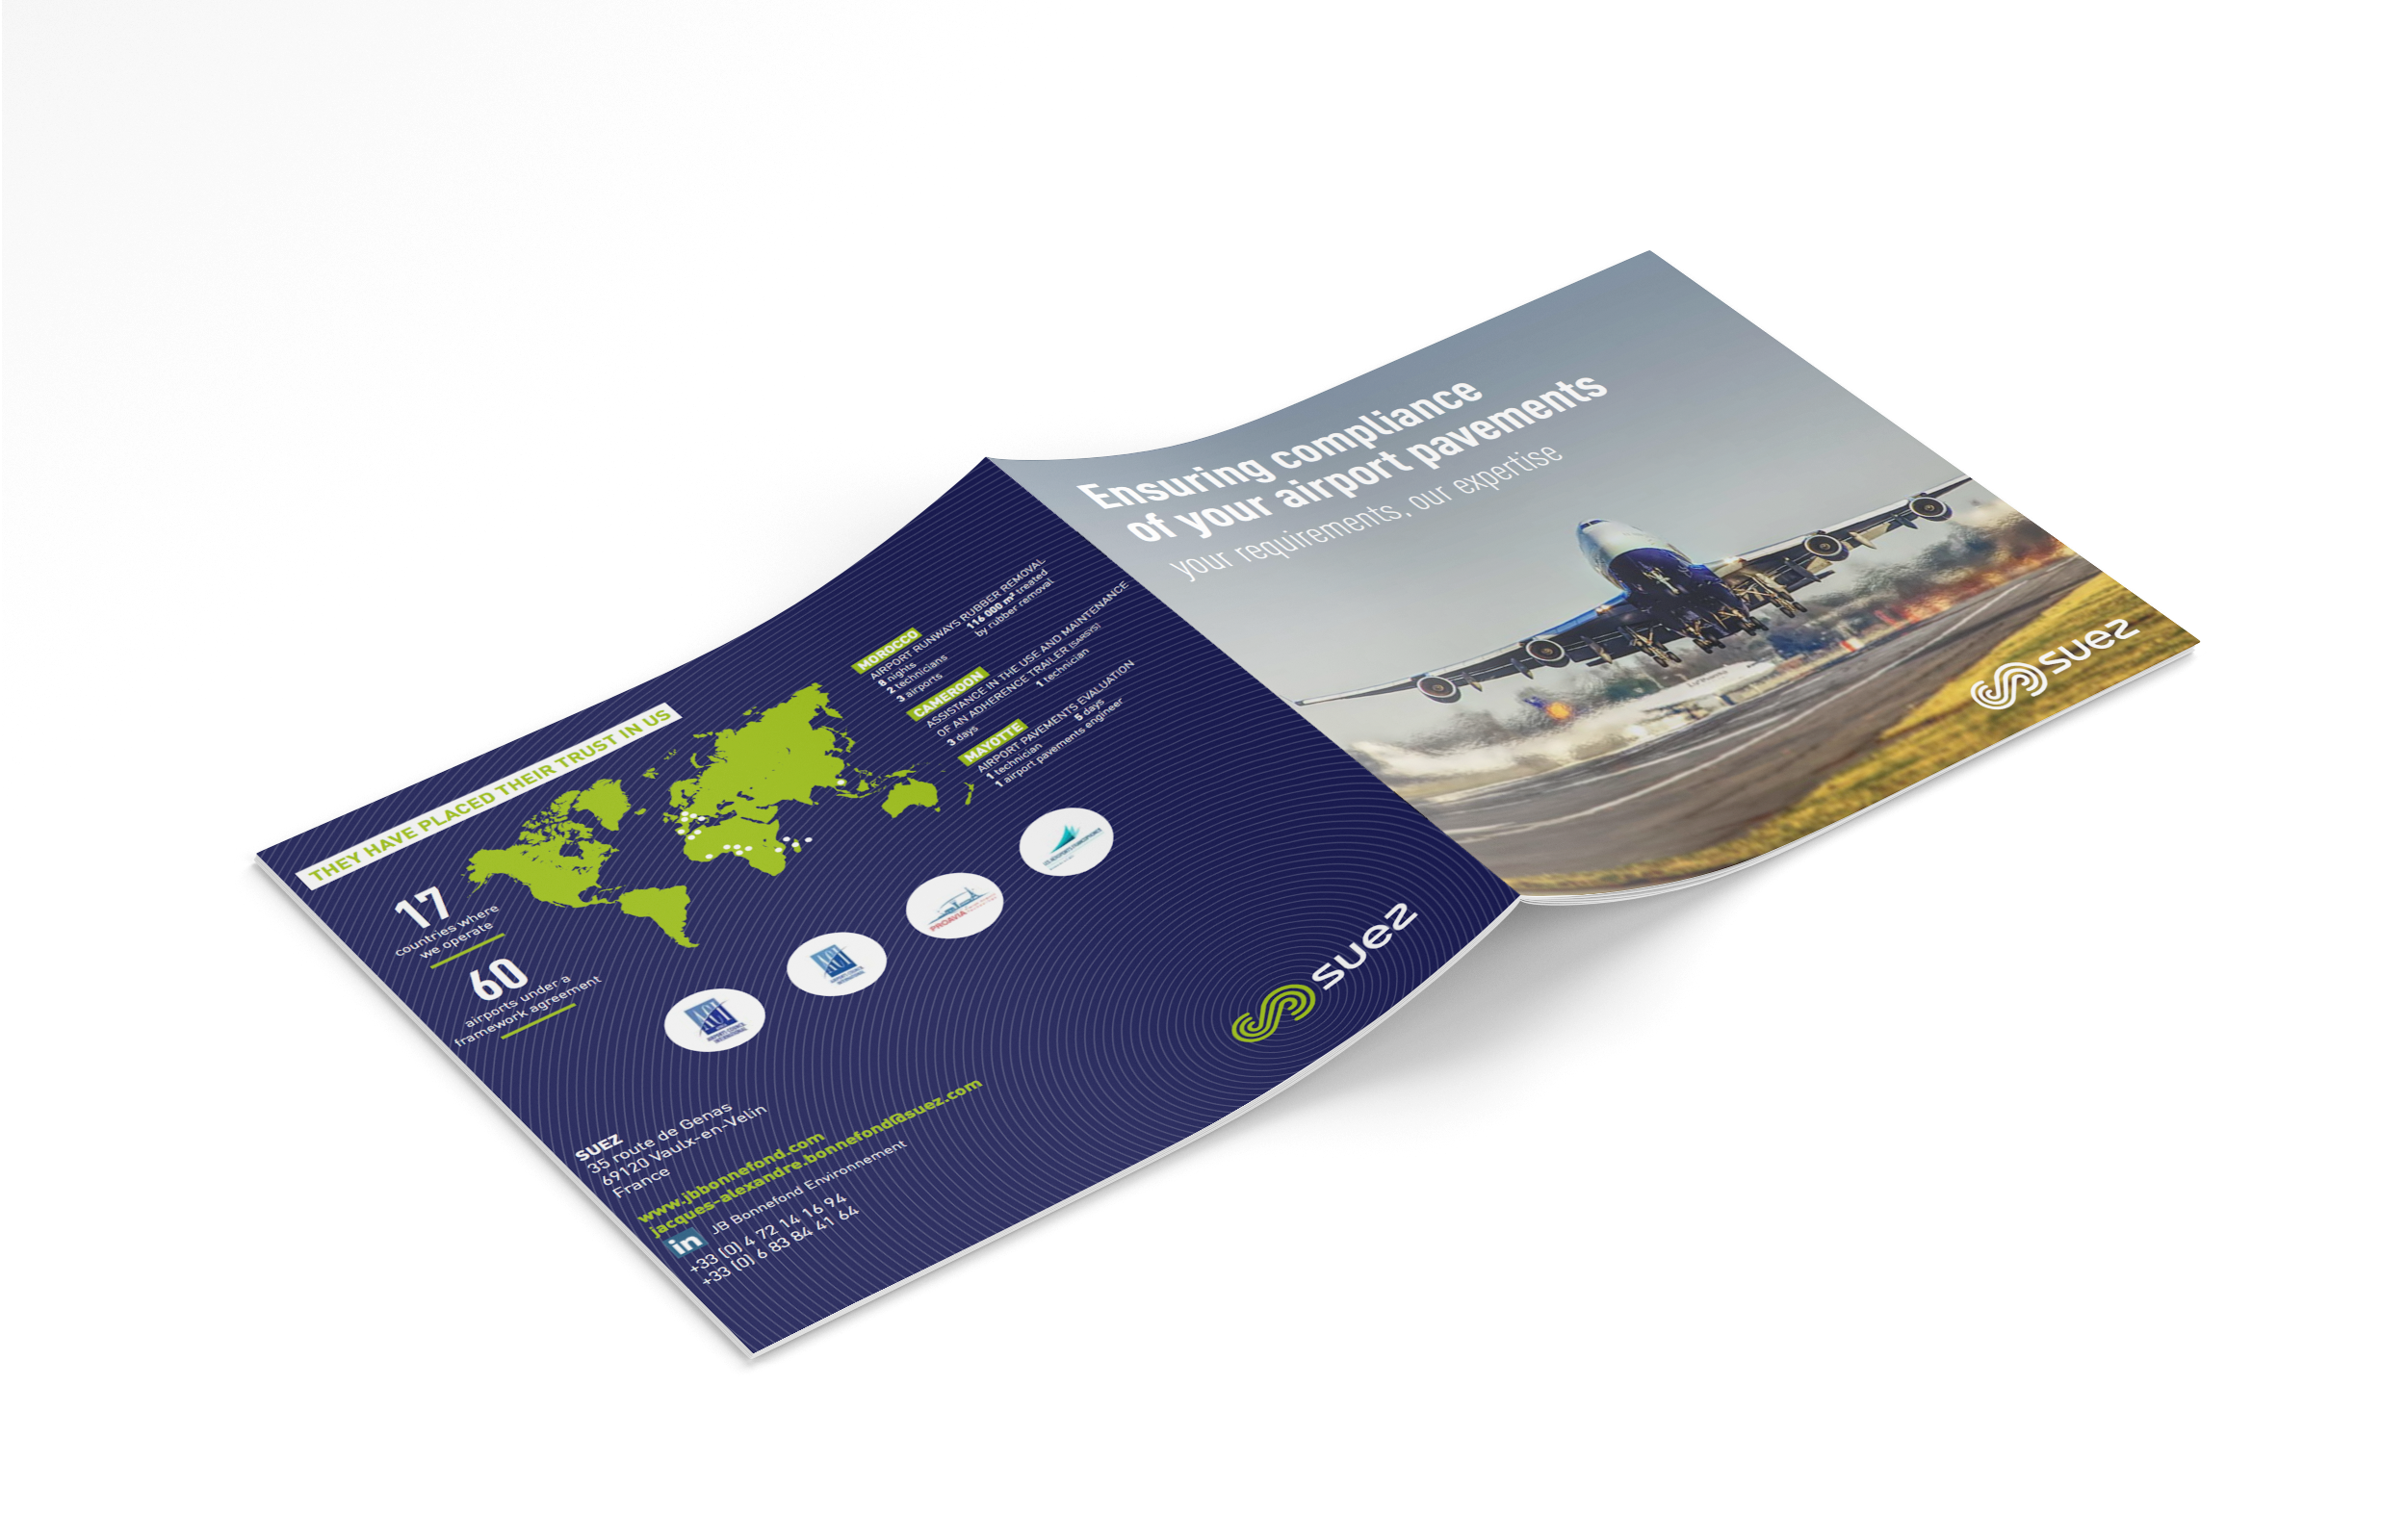 THEY HAVE PLACED THEIR TRUST IN US
17
countries where
we operate
60
airports under a
framework agreement
MOROCCO
AIRPORT RUNWAYS RUBBER REMOVAL
8 nights
2 technicians
3 airports
116 000 m² treated
by rubber removal
CAMEROON
ASSISTANCE IN THE USE AND MAINTENANCE
OF AN ADHERENCE TRAILER (SARSYS)
3 days
1 technician
MAYOTTE
AIRPORT PAVEMENTS EVALUATION
1 technician
5 days
1 airport pavements engineer
AIRPORTS COUNCIL
INTERNATIONAL
PROAVIA
SUEZ
35 route de Genas
69120 Vaulx-en-Velin
France
www.jbbonnefond.com
jacques-alexandre.bonnefond@suez.com
in JB Bonnefond Environnement
+33 (0) 4 72 14 16 94
+33 (0) 6 83 84 41 64
suez
Ensuring compliance
of your airport pavements
your requirements, our expertise
suez